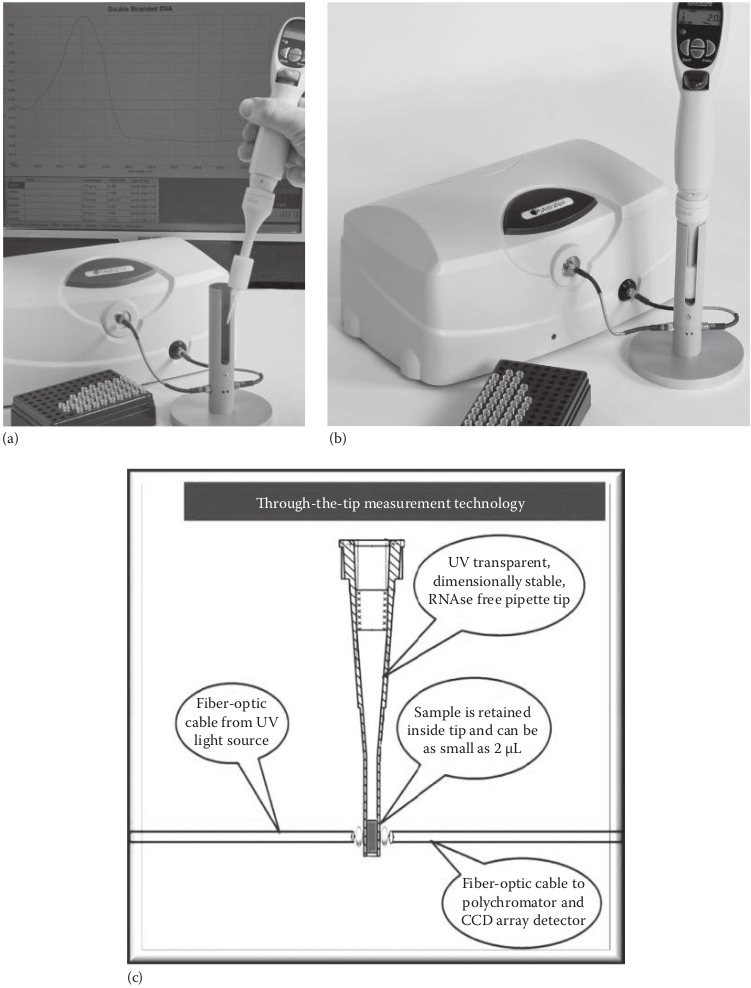 Double Stranded DNA
2.0
(a)
(b)
Through-the-tip measurement technology
UV transparent,
dimensionally stable,
RNAse free pipette tip
Fiber-optic
cable from UV
light source
Sample is retained
inside tip and can be
as small as 2 μL
Fiber-optic cable to
polychromator and
CCD array detector
(c)